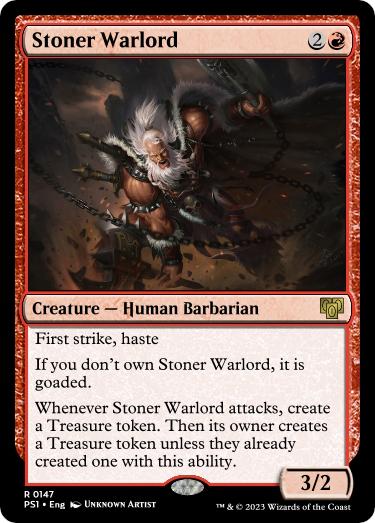 Stoner Warlord 2
Creature — Human Barbarian
First strike, haste
If you don't own Stoner Warlord, it is
goaded.
Whenever Stoner Warlord attacks, create
a Treasure token. Then its owner creates
a Treasure token unless they already
created one with this ability.
3/2
R 0147
PS1 • Eng Unknown Artist
™ & © 2023 Wizards of the Coast